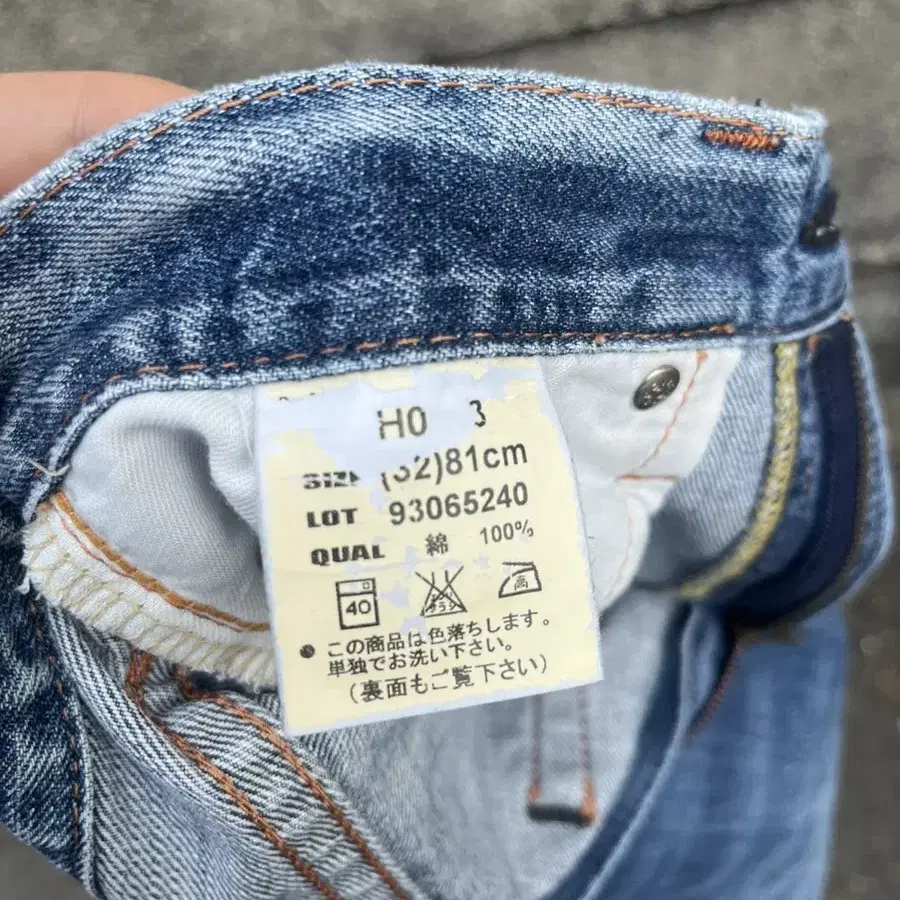 H0 3
SIZE (32)81cm
LOT 93065240
QUAL 綿 100%
40 高
この商品は色落ちします。
単独でお洗い下さい。
(裏面もご覧下さい)